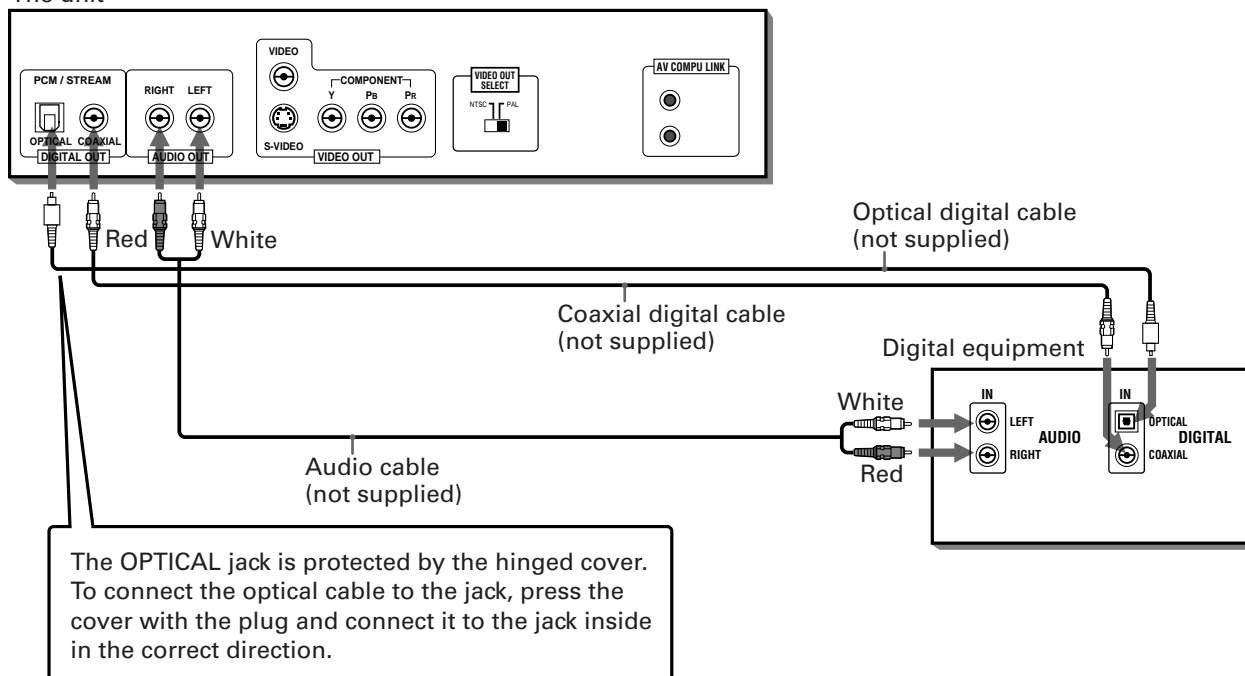 The unit
PCM / STREAM
OPTICAL COAXIAL
DIGITAL OUT
RIGHT LEFT
AUDIO OUT
VIDEO
S-VIDEO
COMPONENT
Y PB PR
VIDEO OUT
VIDEO OUT
SELECT
NTSC PAL
AV COMPU LINK
Red
White
Optical digital cable
(not supplied)
Coaxial digital cable
(not supplied)
Digital equipment
White
Red
IN
LEFT
RIGHT
AUDIO
IN
OPTICAL
COAXIAL
DIGITAL
Audio cable
(not supplied)
The OPTICAL jack is protected by the hinged cover.
To connect the optical cable to the jack, press the
cover with the plug and connect it to the jack inside
in the correct direction.